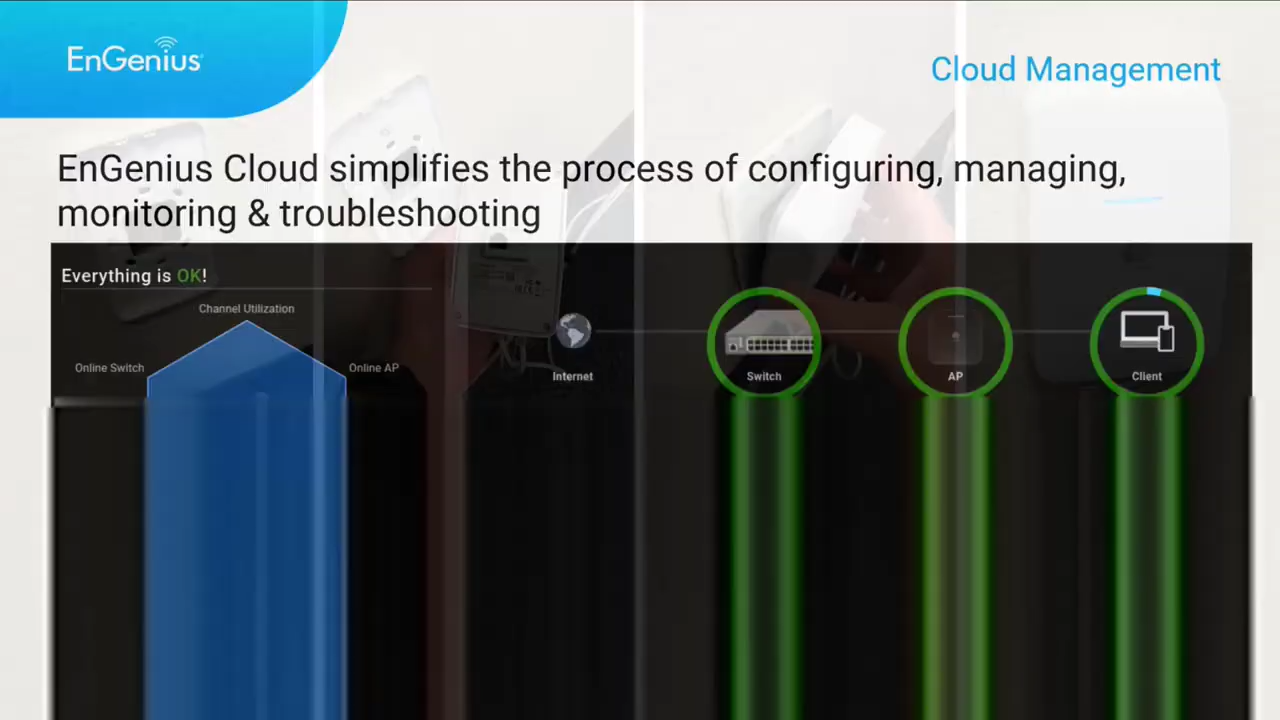 EnGenius
Cloud Management
EnGenius Cloud simplifies the process of configuring, managing,
monitoring & troubleshooting
Everything is OK!
Channel Utilization
Online Switch
Online AP
Internet
Switch
AP
Client